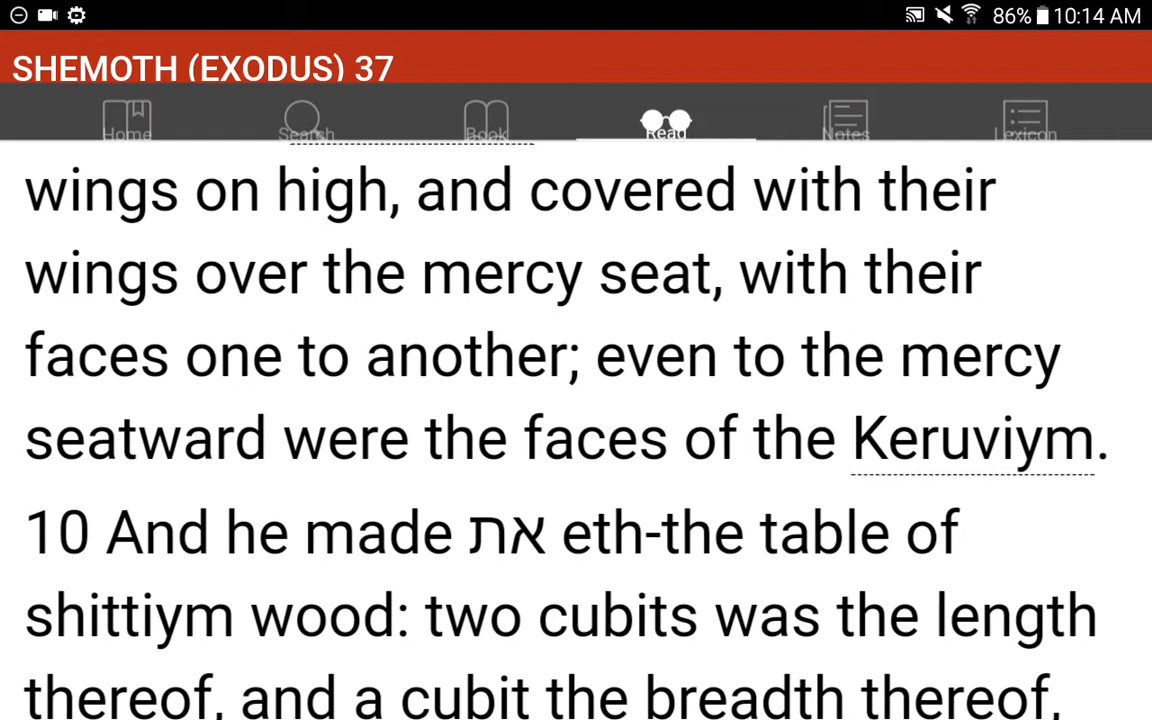 86% 10:14 AM
SHEMOTH (EXODUS) 37
Home Search Book Read Notes Lexicon
wings on high, and covered with their
wings over the mercy seat, with their
faces one to another; even to the mercy
seatward were the faces of the Keruviym.
10 And he made את eth-the table of
shittiym wood: two cubits was the length
thereof, and a cubit the breadth thereof,